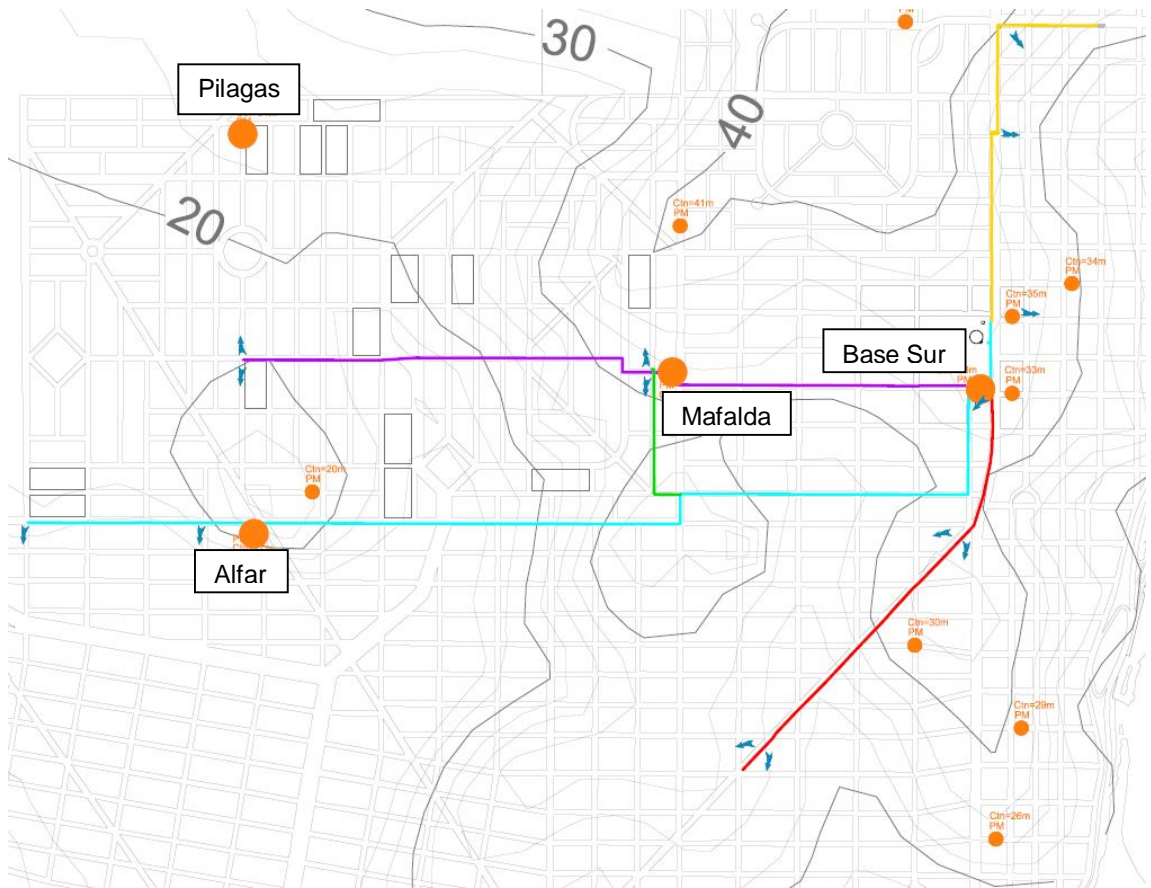 PM
30
Pilagas
40
20
Ctn=41m
PM
Ctn=34m
Ctn=35m
PM
Base Sur
PM
Ctn=33m
PM
Mafalda
Ctn=20m
PM
Alfar
Ctn=30m
PM
Ctn=29m
PM
Ctn=26m
PM